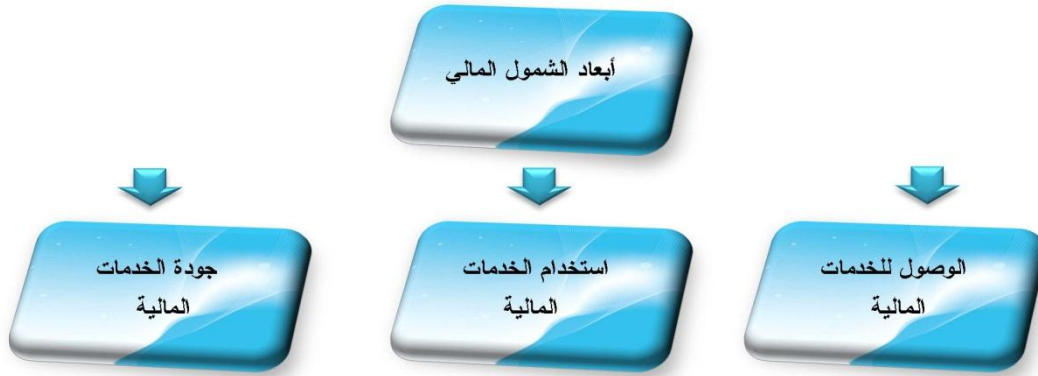 أبعاد الشمول المالي
الوصول للخدمات
المالية
استخدام الخدمات
المالية
جودة الخدمات
المالية